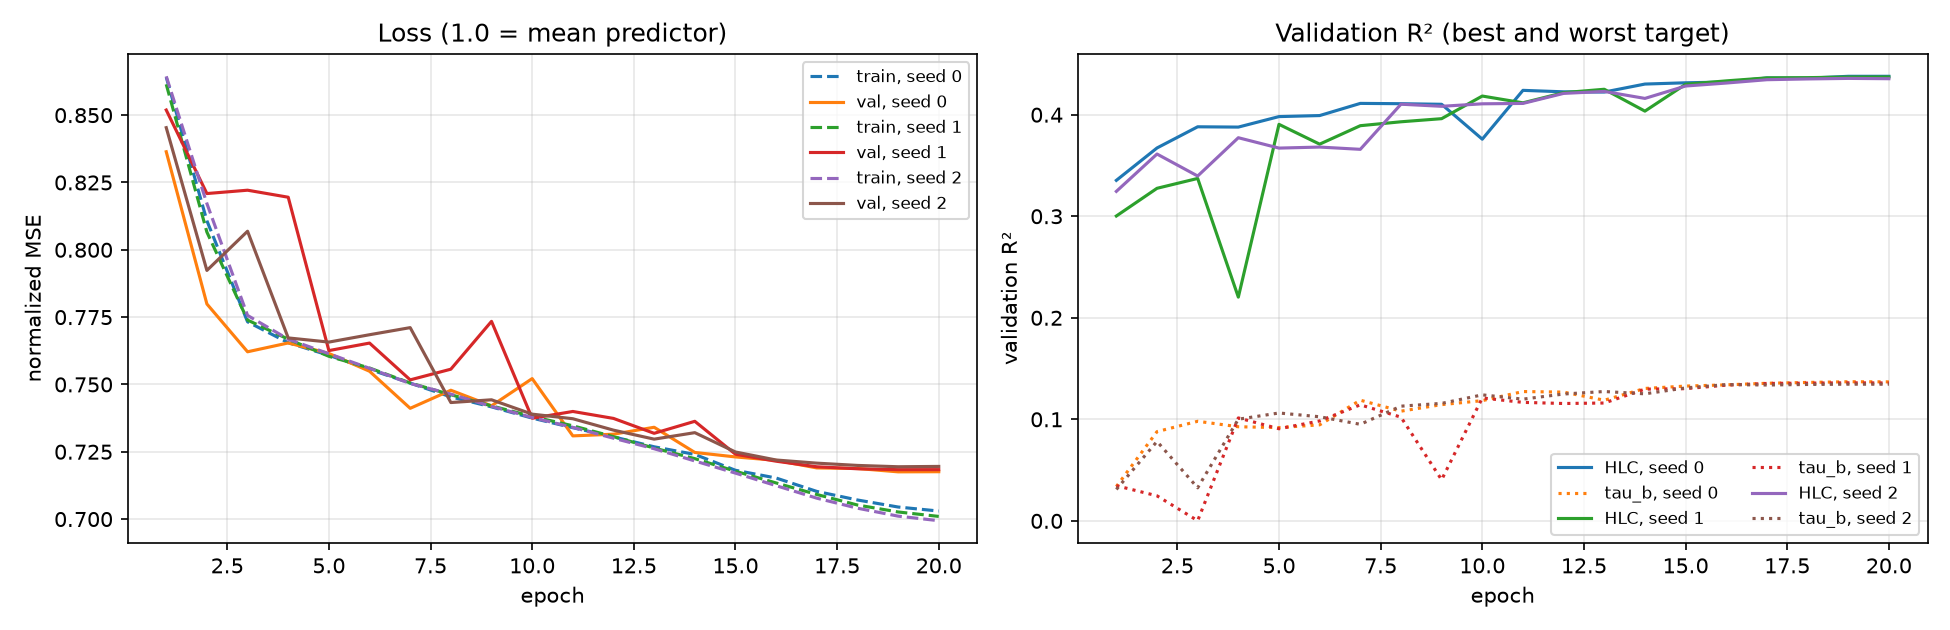 Loss (1.0 = mean predictor)
normalized MSE
0.850
0.825
0.800
0.775
0.750
0.725
0.700
2.5 5.0 7.5 10.0 12.5 15.0 17.5 20.0
epoch
train, seed 0
val, seed 0
train, seed 1
val, seed 1
train, seed 2
val, seed 2
Validation R² (best and worst target)
validation R²
0.4
0.3
0.2
0.1
0.0
2.5 5.0 7.5 10.0 12.5 15.0 17.5 20.0
epoch
HLC, seed 0
tau_b, seed 0
HLC, seed 1
tau_b, seed 1
HLC, seed 2
tau_b, seed 2